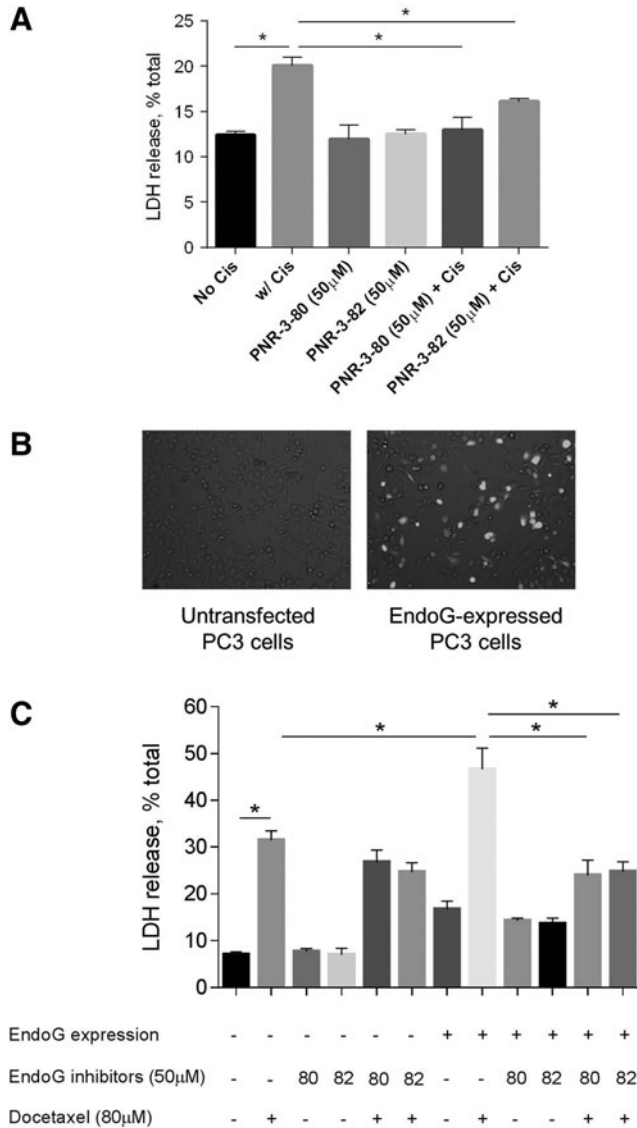 A
LDH release, % total
25
20
15
10
5
0
*
*
*
No Cis
w/ Cis
PNR-3-80 (50μM)
PNR-3-82 (50μM)
PNR-3-80 (50μM) + Cis
PNR-3-82 (50μM) + Cis
B
Untransfected
PC3 cells
EndoG-expressed
PC3 cells
C
LDH release, % total
60
50
40
30
20
10
0
*
*
*
*
EndoG expression - - - - - - + + + + + +
EndoG inhibitors (50μM) - - 80 82 80 82 - - 80 82 80 82
Docetaxel (80μM) - + - - + + - + - - + +